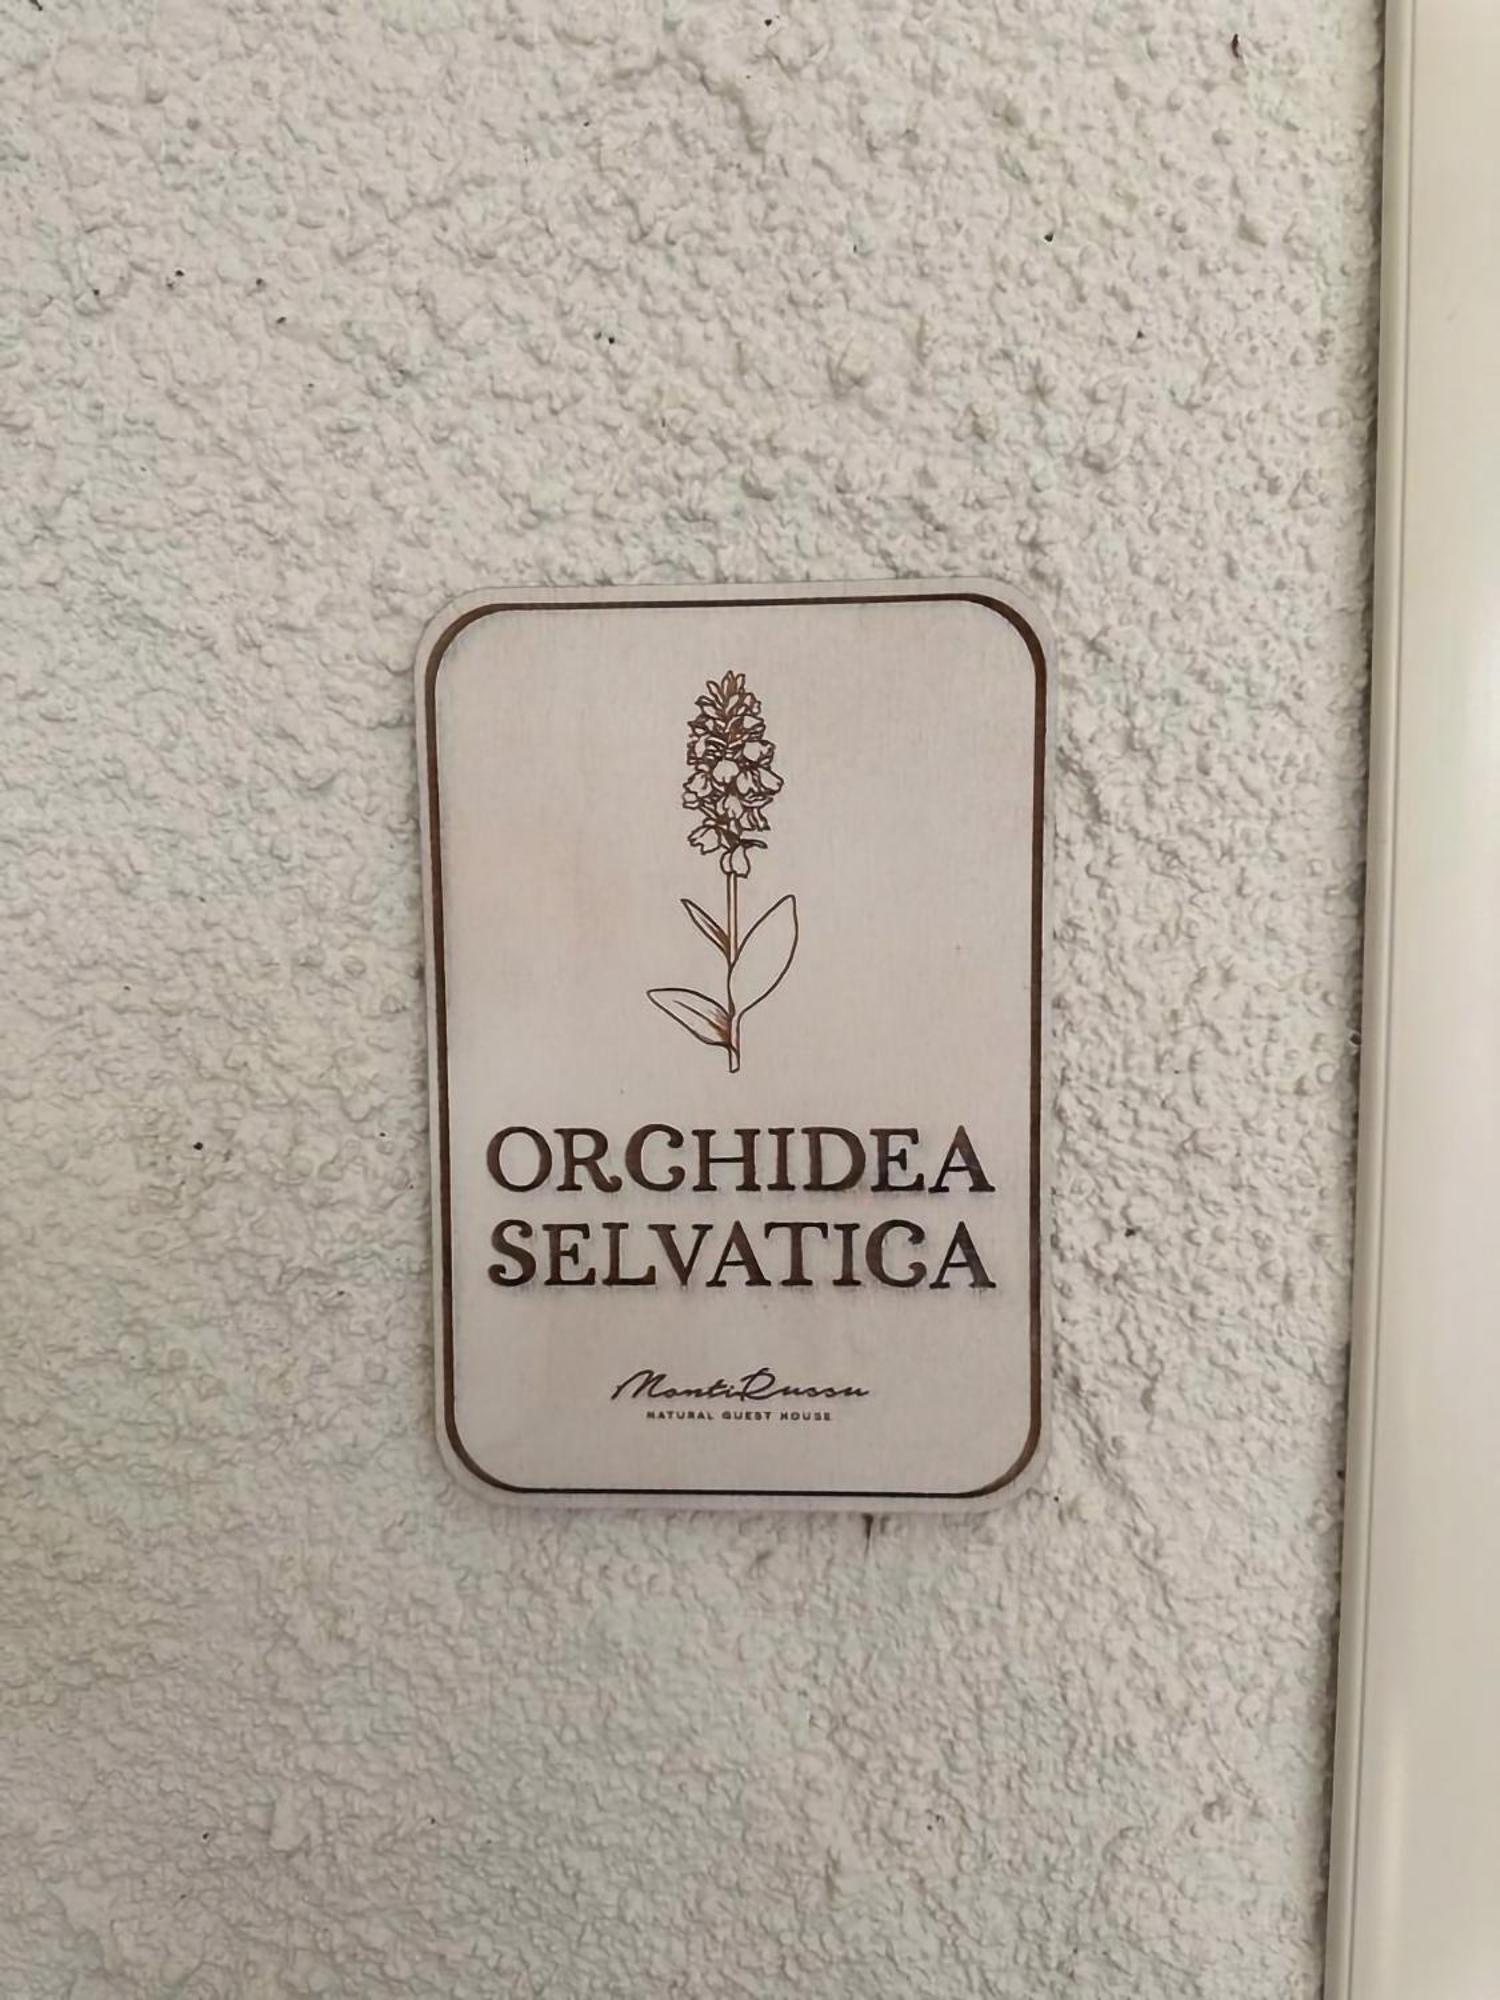 ORCHIDEA
SELVATICA
MontiRussu
NATURAL GUEST HOUSE